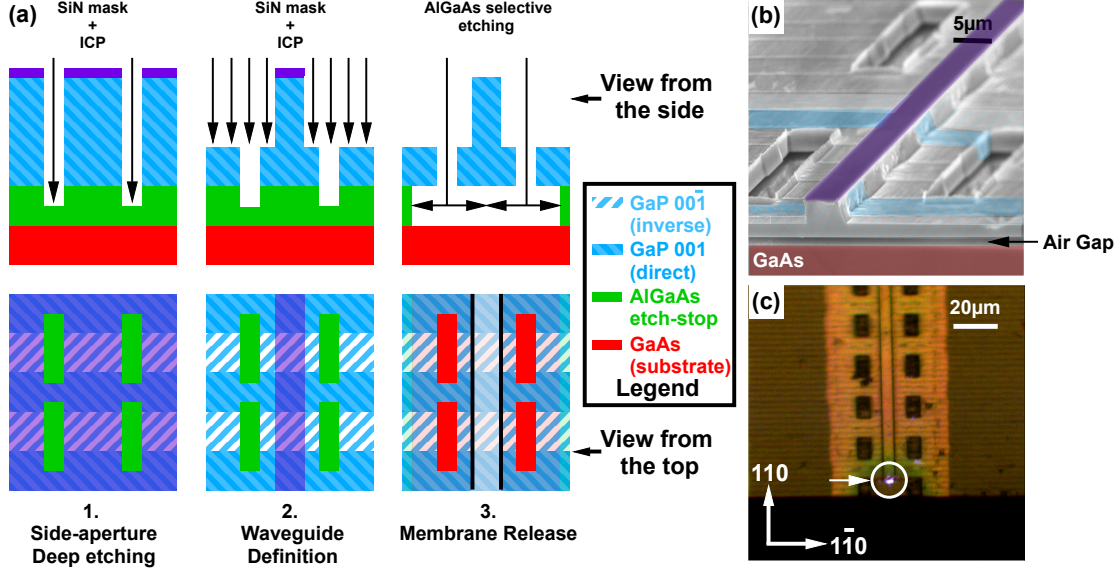 (a)
SiN mask
+
ICP
SiN mask
+
ICP
AlGaAs selective
etching
View from
the side
GaP 001̄
(inverse)
GaP 001
(direct)
AlGaAs
etch-stop
GaAs
(substrate)
Legend
View from
the top
1.
Side-aperture
Deep etching
2.
Waveguide
Definition
3.
Membrane Release
(b)
5µm
Air Gap
GaAs
(c)
20µm
110
11̄0